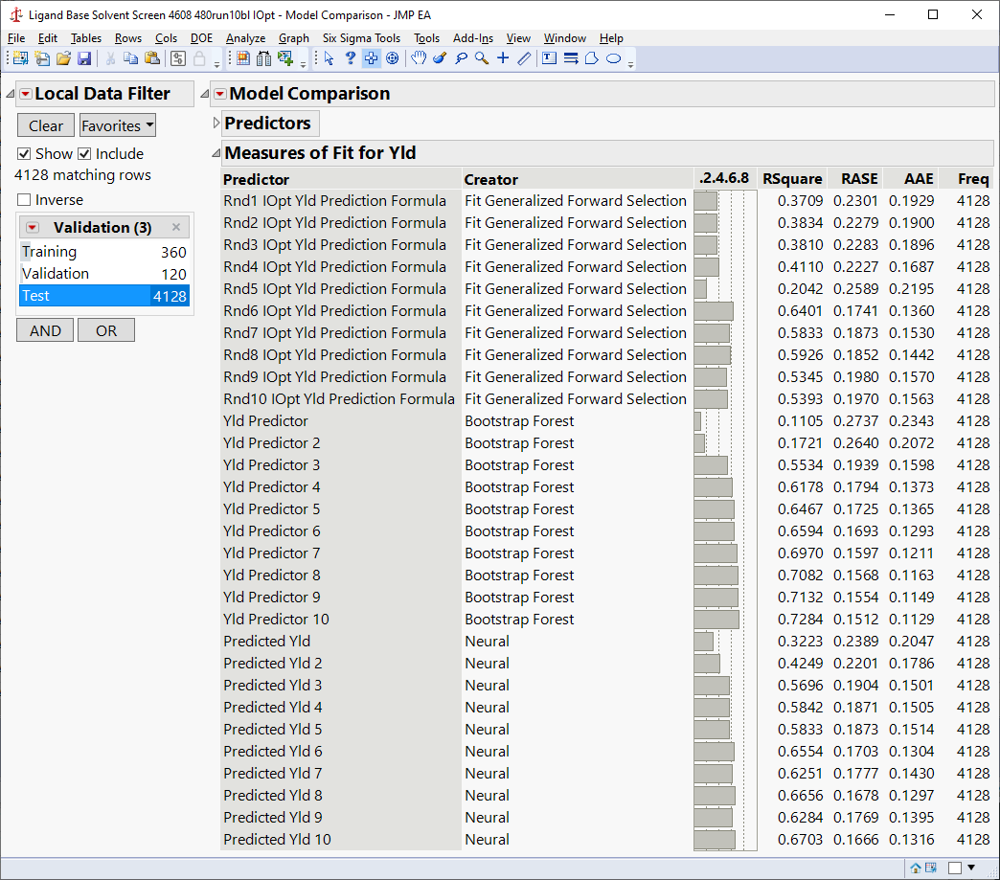 Ligand Base Solvent Screen 4608 480run10bl IOpt - Model Comparison - JMP EA
File Edit Tables Rows Cols DOE Analyze Graph Six Sigma Tools Tools Add-Ins View Window Help
Local Data Filter
Clear Favorites
Show Include
4128 matching rows
Inverse
Validation (3)
Training 360
Validation 120
Test 4128
AND OR
Model Comparison
Predictors
Measures of Fit for Yld
Predictor Creator .2.4.6.8 RSquare RASE AAE Freq
Rnd1 IOpt Yld Prediction Formula Fit Generalized Forward Selection 0.3709 0.2301 0.1929 4128
Rnd2 IOpt Yld Prediction Formula Fit Generalized Forward Selection 0.3834 0.2279 0.1900 4128
Rnd3 IOpt Yld Prediction Formula Fit Generalized Forward Selection 0.3810 0.2283 0.1896 4128
Rnd4 IOpt Yld Prediction Formula Fit Generalized Forward Selection 0.4110 0.2227 0.1687 4128
Rnd5 IOpt Yld Prediction Formula Fit Generalized Forward Selection 0.2042 0.2589 0.2195 4128
Rnd6 IOpt Yld Prediction Formula Fit Generalized Forward Selection 0.6401 0.1741 0.1360 4128
Rnd7 IOpt Yld Prediction Formula Fit Generalized Forward Selection 0.5833 0.1873 0.1530 4128
Rnd8 IOpt Yld Prediction Formula Fit Generalized Forward Selection 0.5926 0.1852 0.1442 4128
Rnd9 IOpt Yld Prediction Formula Fit Generalized Forward Selection 0.5345 0.1980 0.1570 4128
Rnd10 IOpt Yld Prediction Formula Fit Generalized Forward Selection 0.5393 0.1970 0.1563 4128
Yld Predictor Bootstrap Forest 0.1105 0.2737 0.2343 4128
Yld Predictor 2 Bootstrap Forest 0.1721 0.2640 0.2072 4128
Yld Predictor 3 Bootstrap Forest 0.5534 0.1939 0.1598 4128
Yld Predictor 4 Bootstrap Forest 0.6178 0.1794 0.1373 4128
Yld Predictor 5 Bootstrap Forest 0.6467 0.1725 0.1365 4128
Yld Predictor 6 Bootstrap Forest 0.6594 0.1693 0.1293 4128
Yld Predictor 7 Bootstrap Forest 0.6970 0.1597 0.1211 4128
Yld Predictor 8 Bootstrap Forest 0.7082 0.1568 0.1163 4128
Yld Predictor 9 Bootstrap Forest 0.7132 0.1554 0.1149 4128
Yld Predictor 10 Bootstrap Forest 0.7284 0.1512 0.1129 4128
Predicted Yld Neural 0.3223 0.2389 0.2047 4128
Predicted Yld 2 Neural 0.4249 0.2201 0.1786 4128
Predicted Yld 3 Neural 0.5696 0.1904 0.1501 4128
Predicted Yld 4 Neural 0.5842 0.1871 0.1505 4128
Predicted Yld 5 Neural 0.5833 0.1873 0.1514 4128
Predicted Yld 6 Neural 0.6554 0.1703 0.1304 4128
Predicted Yld 7 Neural 0.6251 0.1777 0.1430 4128
Predicted Yld 8 Neural 0.6656 0.1678 0.1297 4128
Predicted Yld 9 Neural 0.6284 0.1769 0.1395 4128
Predicted Yld 10 Neural 0.6703 0.1666 0.1316 4128